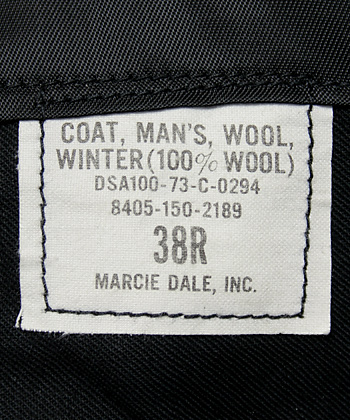 COAT, MAN'S, WOOL,
WINTER (100% WOOL)
DSA100-73-C-0294
8405-150-2189
38R
MARCIE DALE, INC.